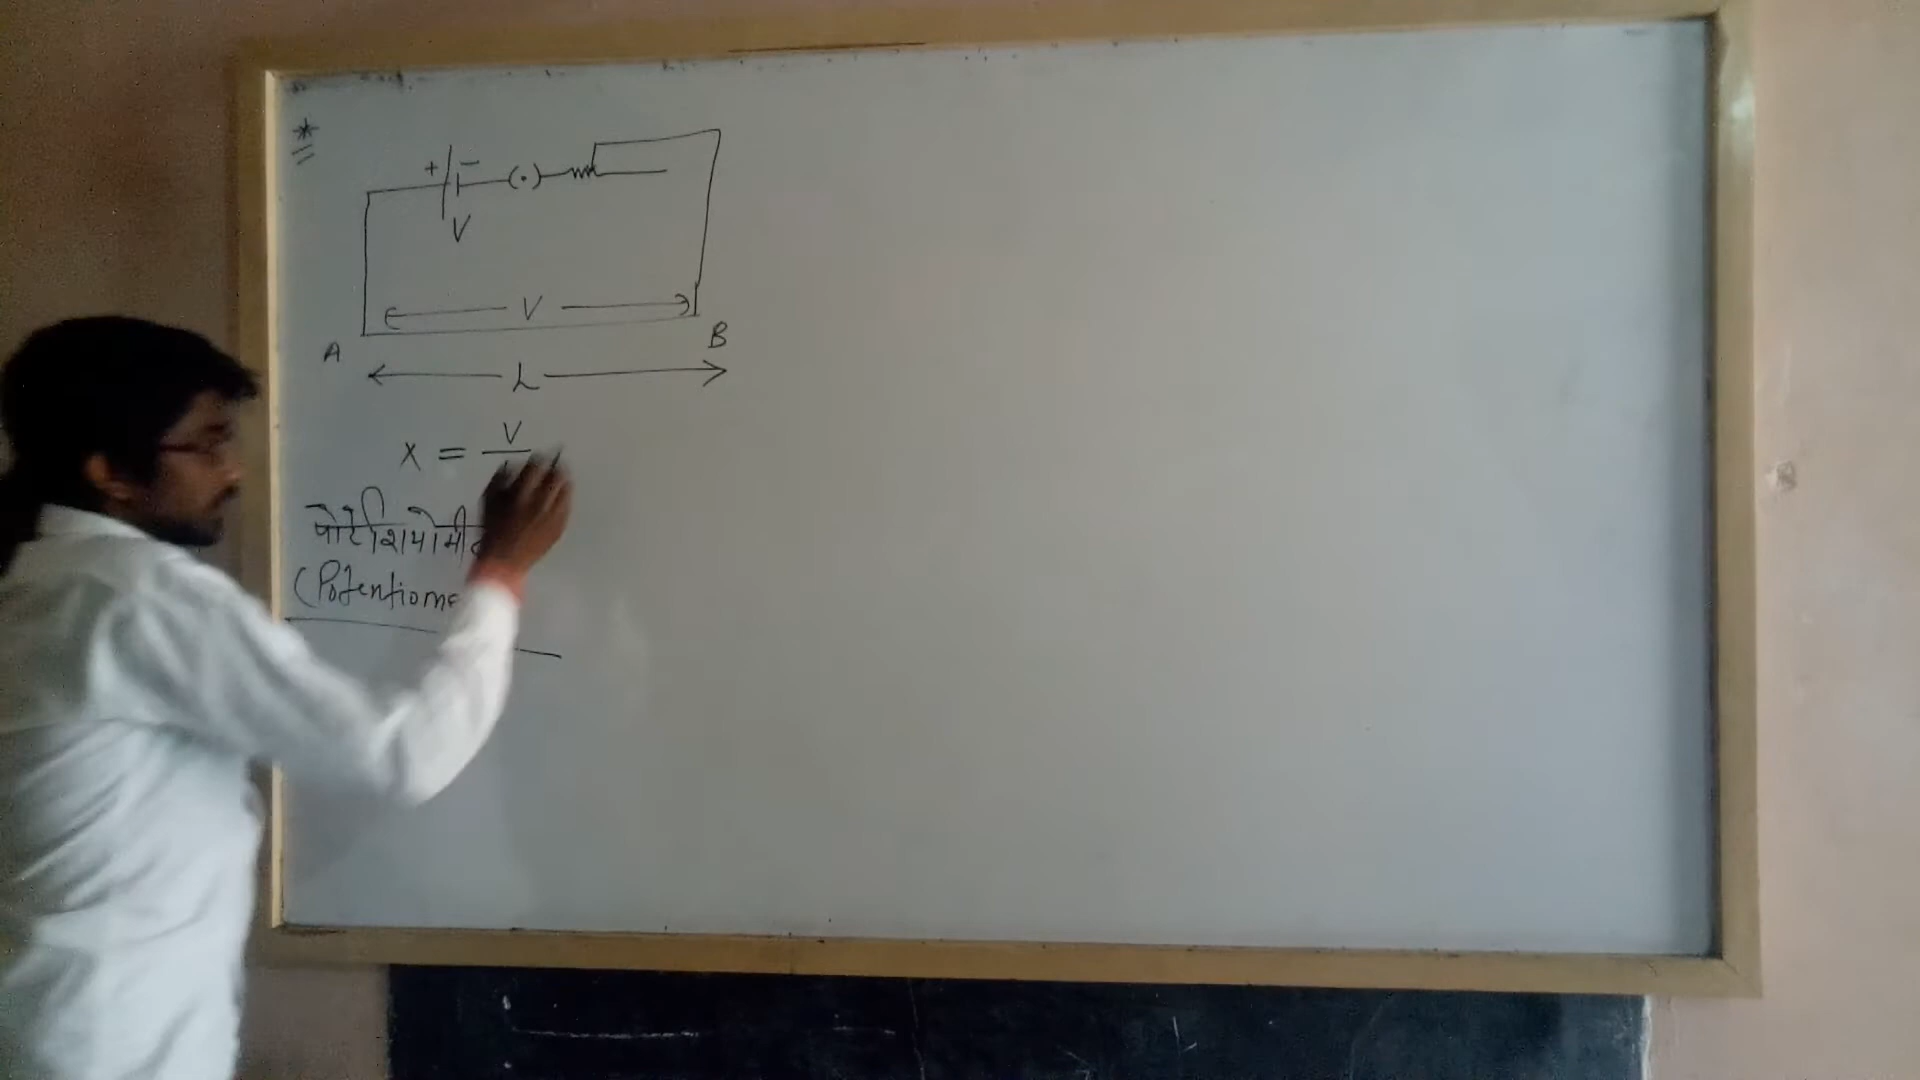 *
+ -
V
V
A B
L
x = V
(Potentiome